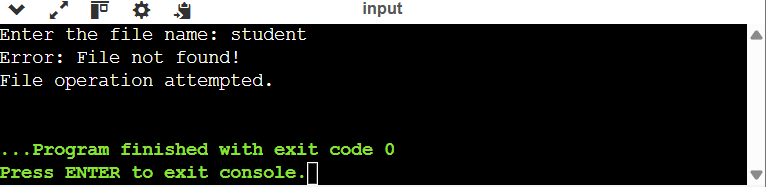 input
Enter the file name: student
Error: File not found!
File operation attempted.
...Program finished with exit code 0
Press ENTER to exit console.